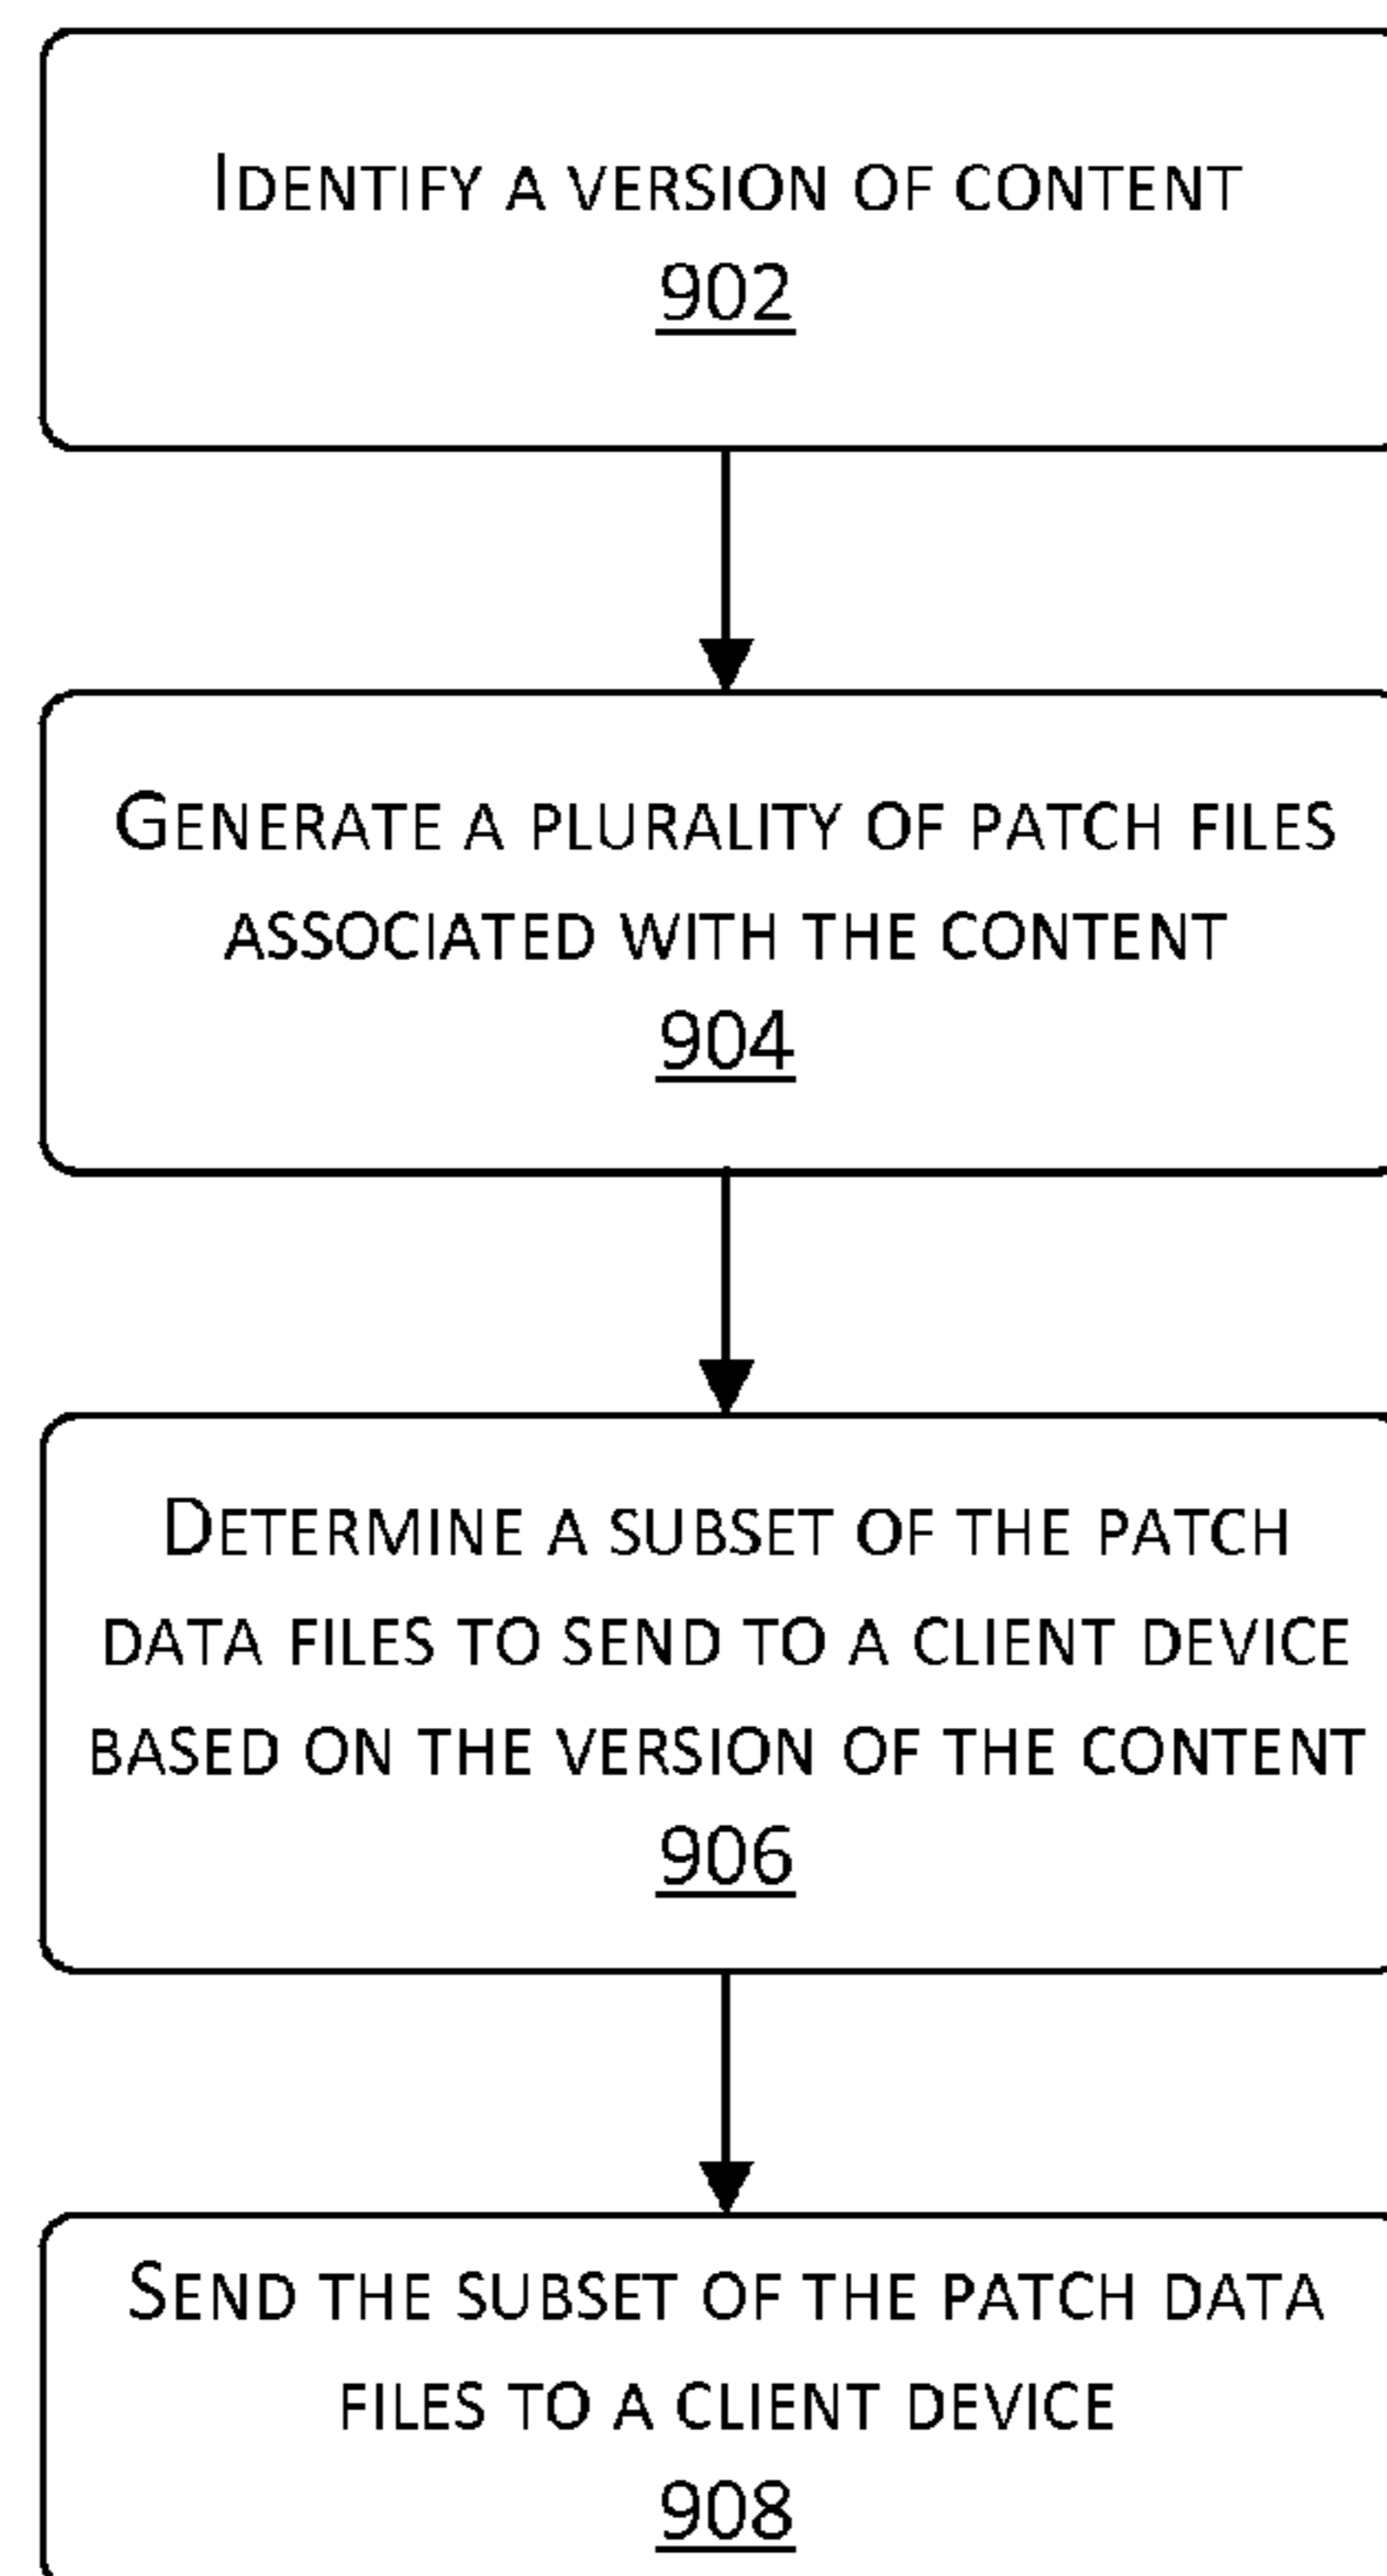 IDENTIFY A VERSION OF CONTENT
902
GENERATE A PLURALITY OF PATCH FILES
ASSOCIATED WITH THE CONTENT
904
DETERMINE A SUBSET OF THE PATCH
DATA FILES TO SEND TO A CLIENT DEVICE
BASED ON THE VERSION OF THE CONTENT
906
SEND THE SUBSET OF THE PATCH DATA
FILES TO A CLIENT DEVICE
908